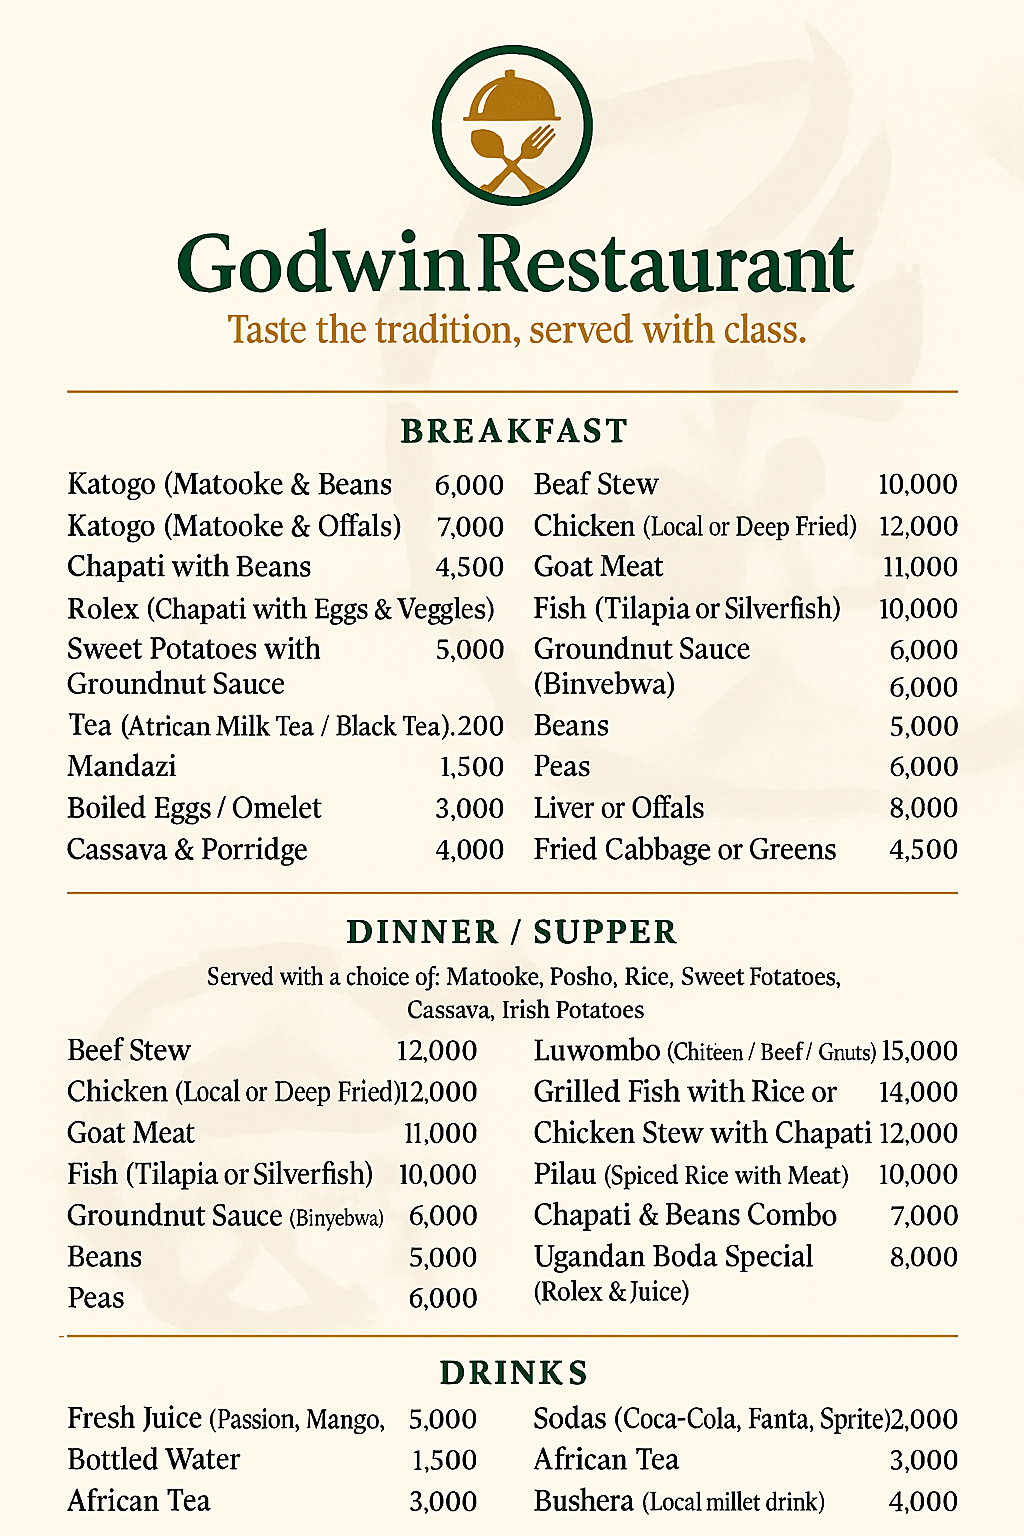 Godwin Restaurant
Taste the tradition, served with class.
BREAKFAST
Katogo (Matooke & Beans 6,000
Katogo (Matooke & Offals) 7,000
Chapati with Beans 4,500
Rolex (Chapati with Eggs & Veggles)
Sweet Potatoes with 5,000
Groundnut Sauce
Tea (Atrican Milk Tea / Black Tea).200
Mandazi 1,500
Boiled Eggs / Omelet 3,000
Cassava & Porridge 4,000
Beaf Stew 10,000
Chicken (Local or Deep Fried) 12,000
Goat Meat 11,000
Fish (Tilapia or Silverfish) 10,000
Groundnut Sauce 6,000
(Binvebwa) 6,000
Beans 5,000
Peas 6,000
Liver or Offals 8,000
Fried Cabbage or Greens 4,500
DINNER / SUPPER
Served with a choice of: Matooke, Posho, Rice, Sweet Fotatoes,
Cassava, Irish Potatoes
Beef Stew 12,000
Chicken (Local or Deep Fried)12,000
Goat Meat 11,000
Fish (Tilapia or Silverfish) 10,000
Groundnut Sauce (Binyebwa) 6,000
Beans 5,000
Peas 6,000
Luwombo (Chiteen / Beef / Gnuts) 15,000
Grilled Fish with Rice or 14,000
Chicken Stew with Chapati 12,000
Pilau (Spiced Rice with Meat) 10,000
Chapati & Beans Combo 7,000
Ugandan Boda Special 8,000
(Rolex & Juice)
DRINKS
Fresh Juice (Passion, Mango, 5,000
Bottled Water 1,500
African Tea 3,000
Sodas (Coca-Cola, Fanta, Sprite)2,000
African Tea 3,000
Bushera (Local millet drink) 4,000